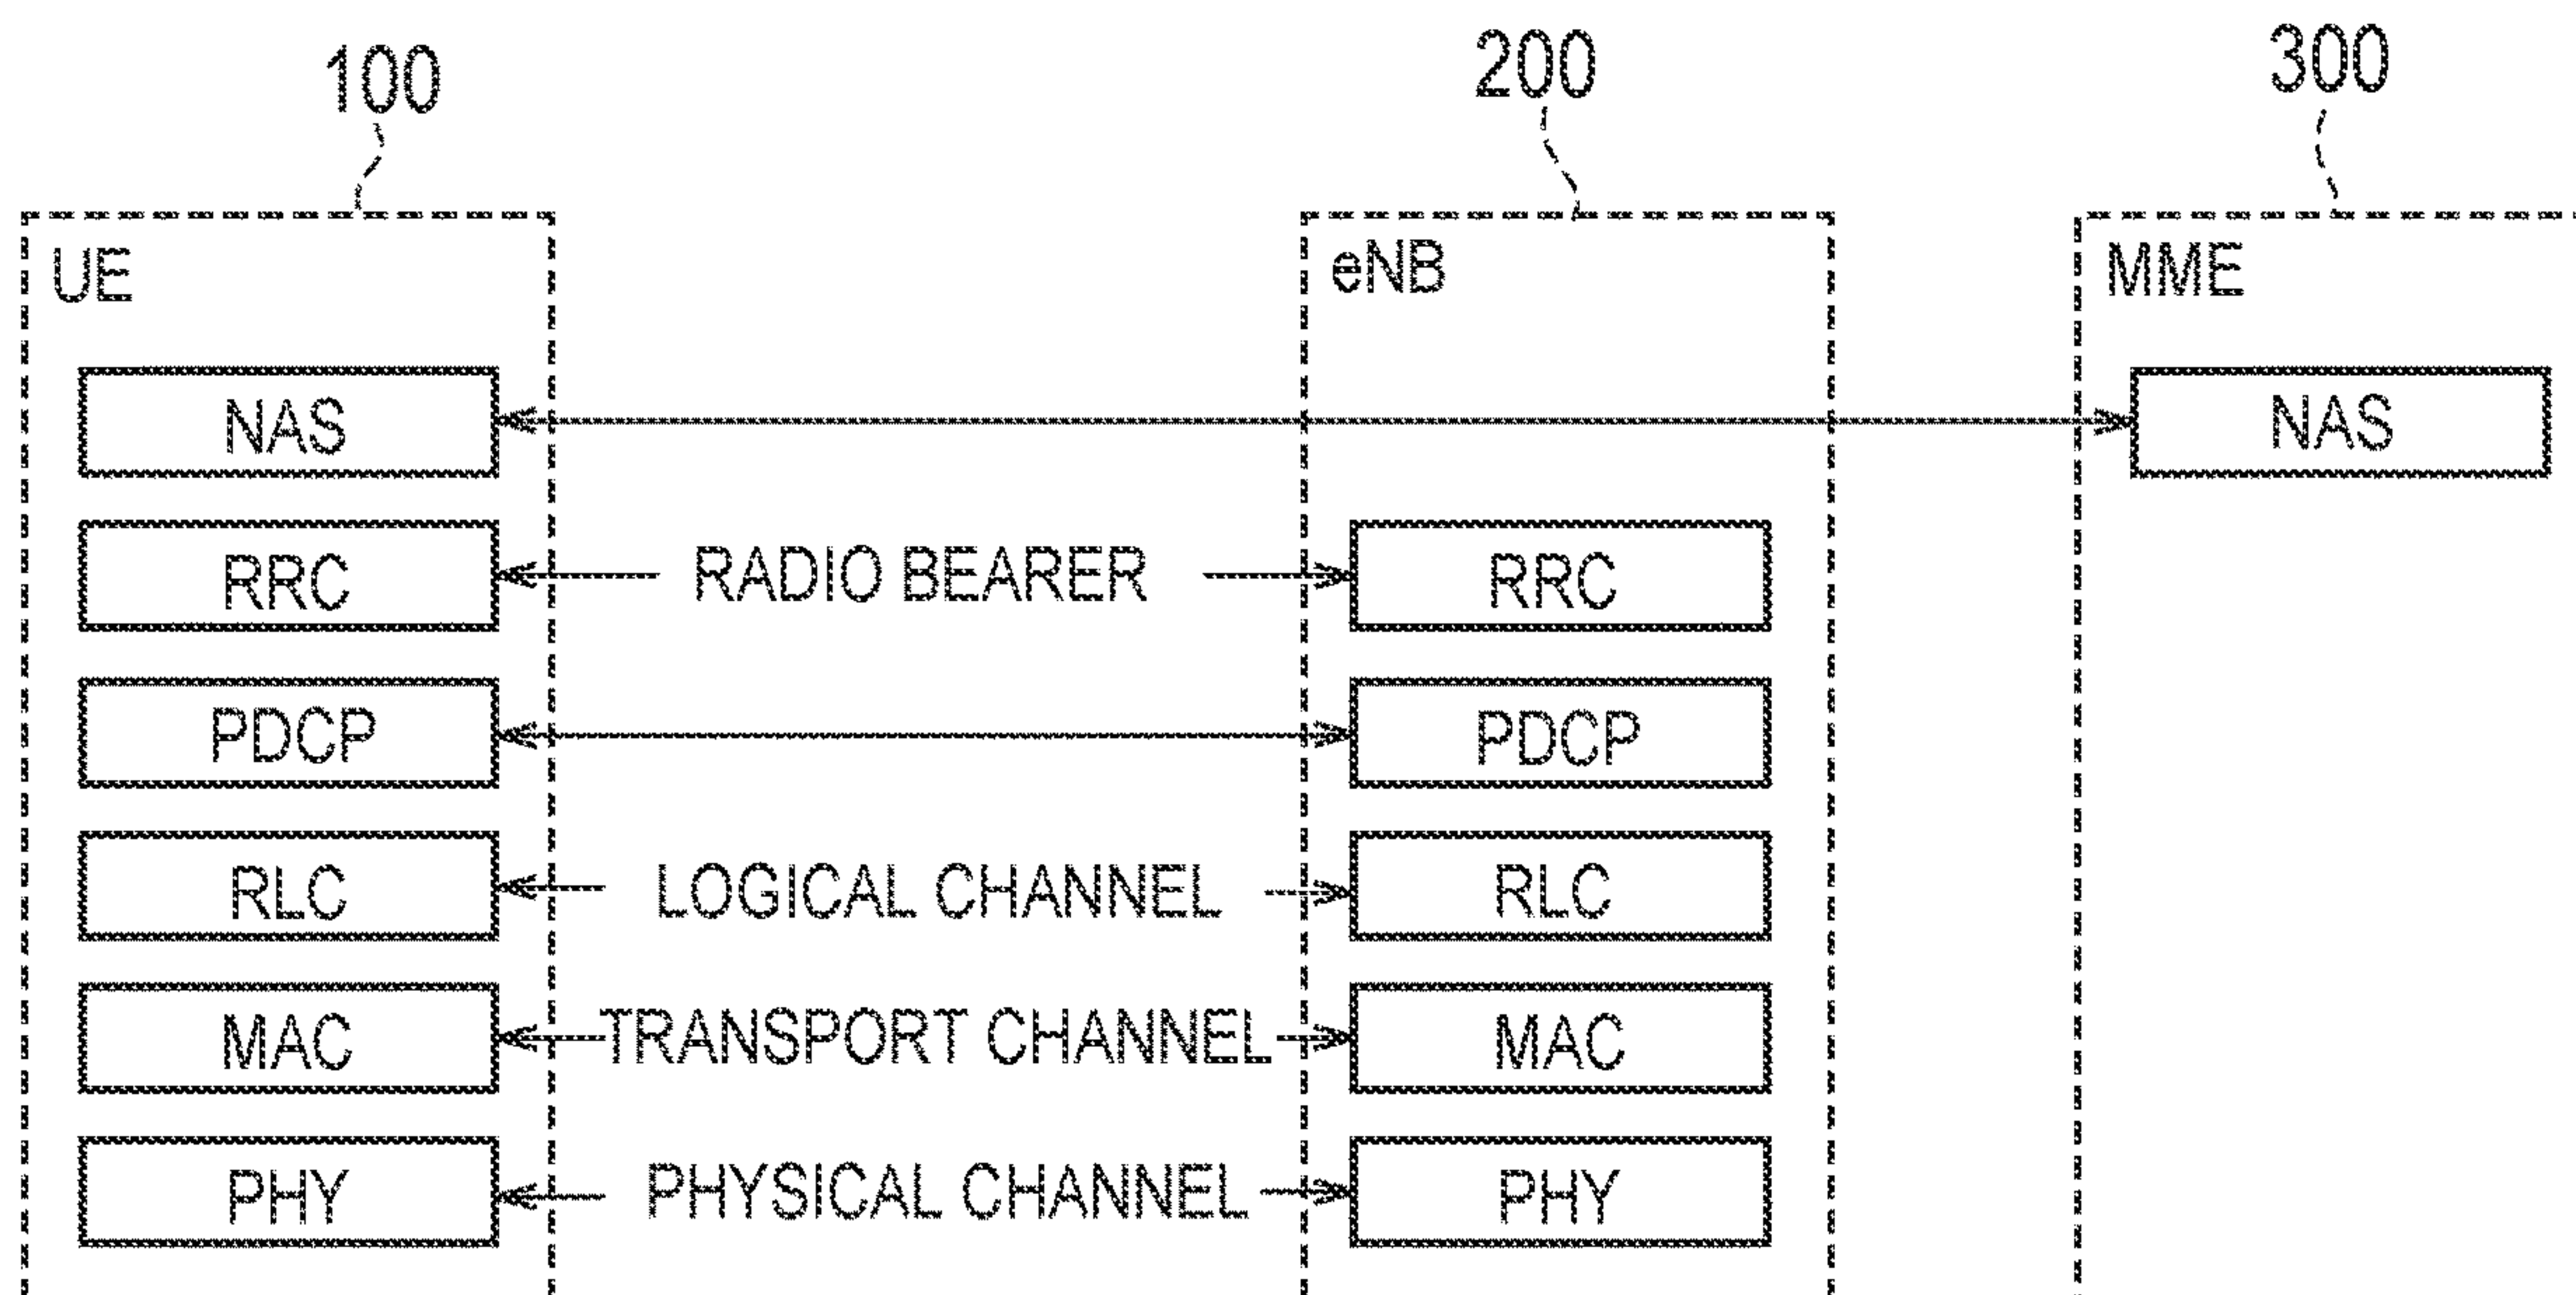 100 200 300
UE eNB MME
NAS NAS
RRC RADIO BEARER RRC
PDCP PDCP
RLC LOGICAL CHANNEL RLC
MAC TRANSPORT CHANNEL MAC
PHY PHYSICAL CHANNEL PHY